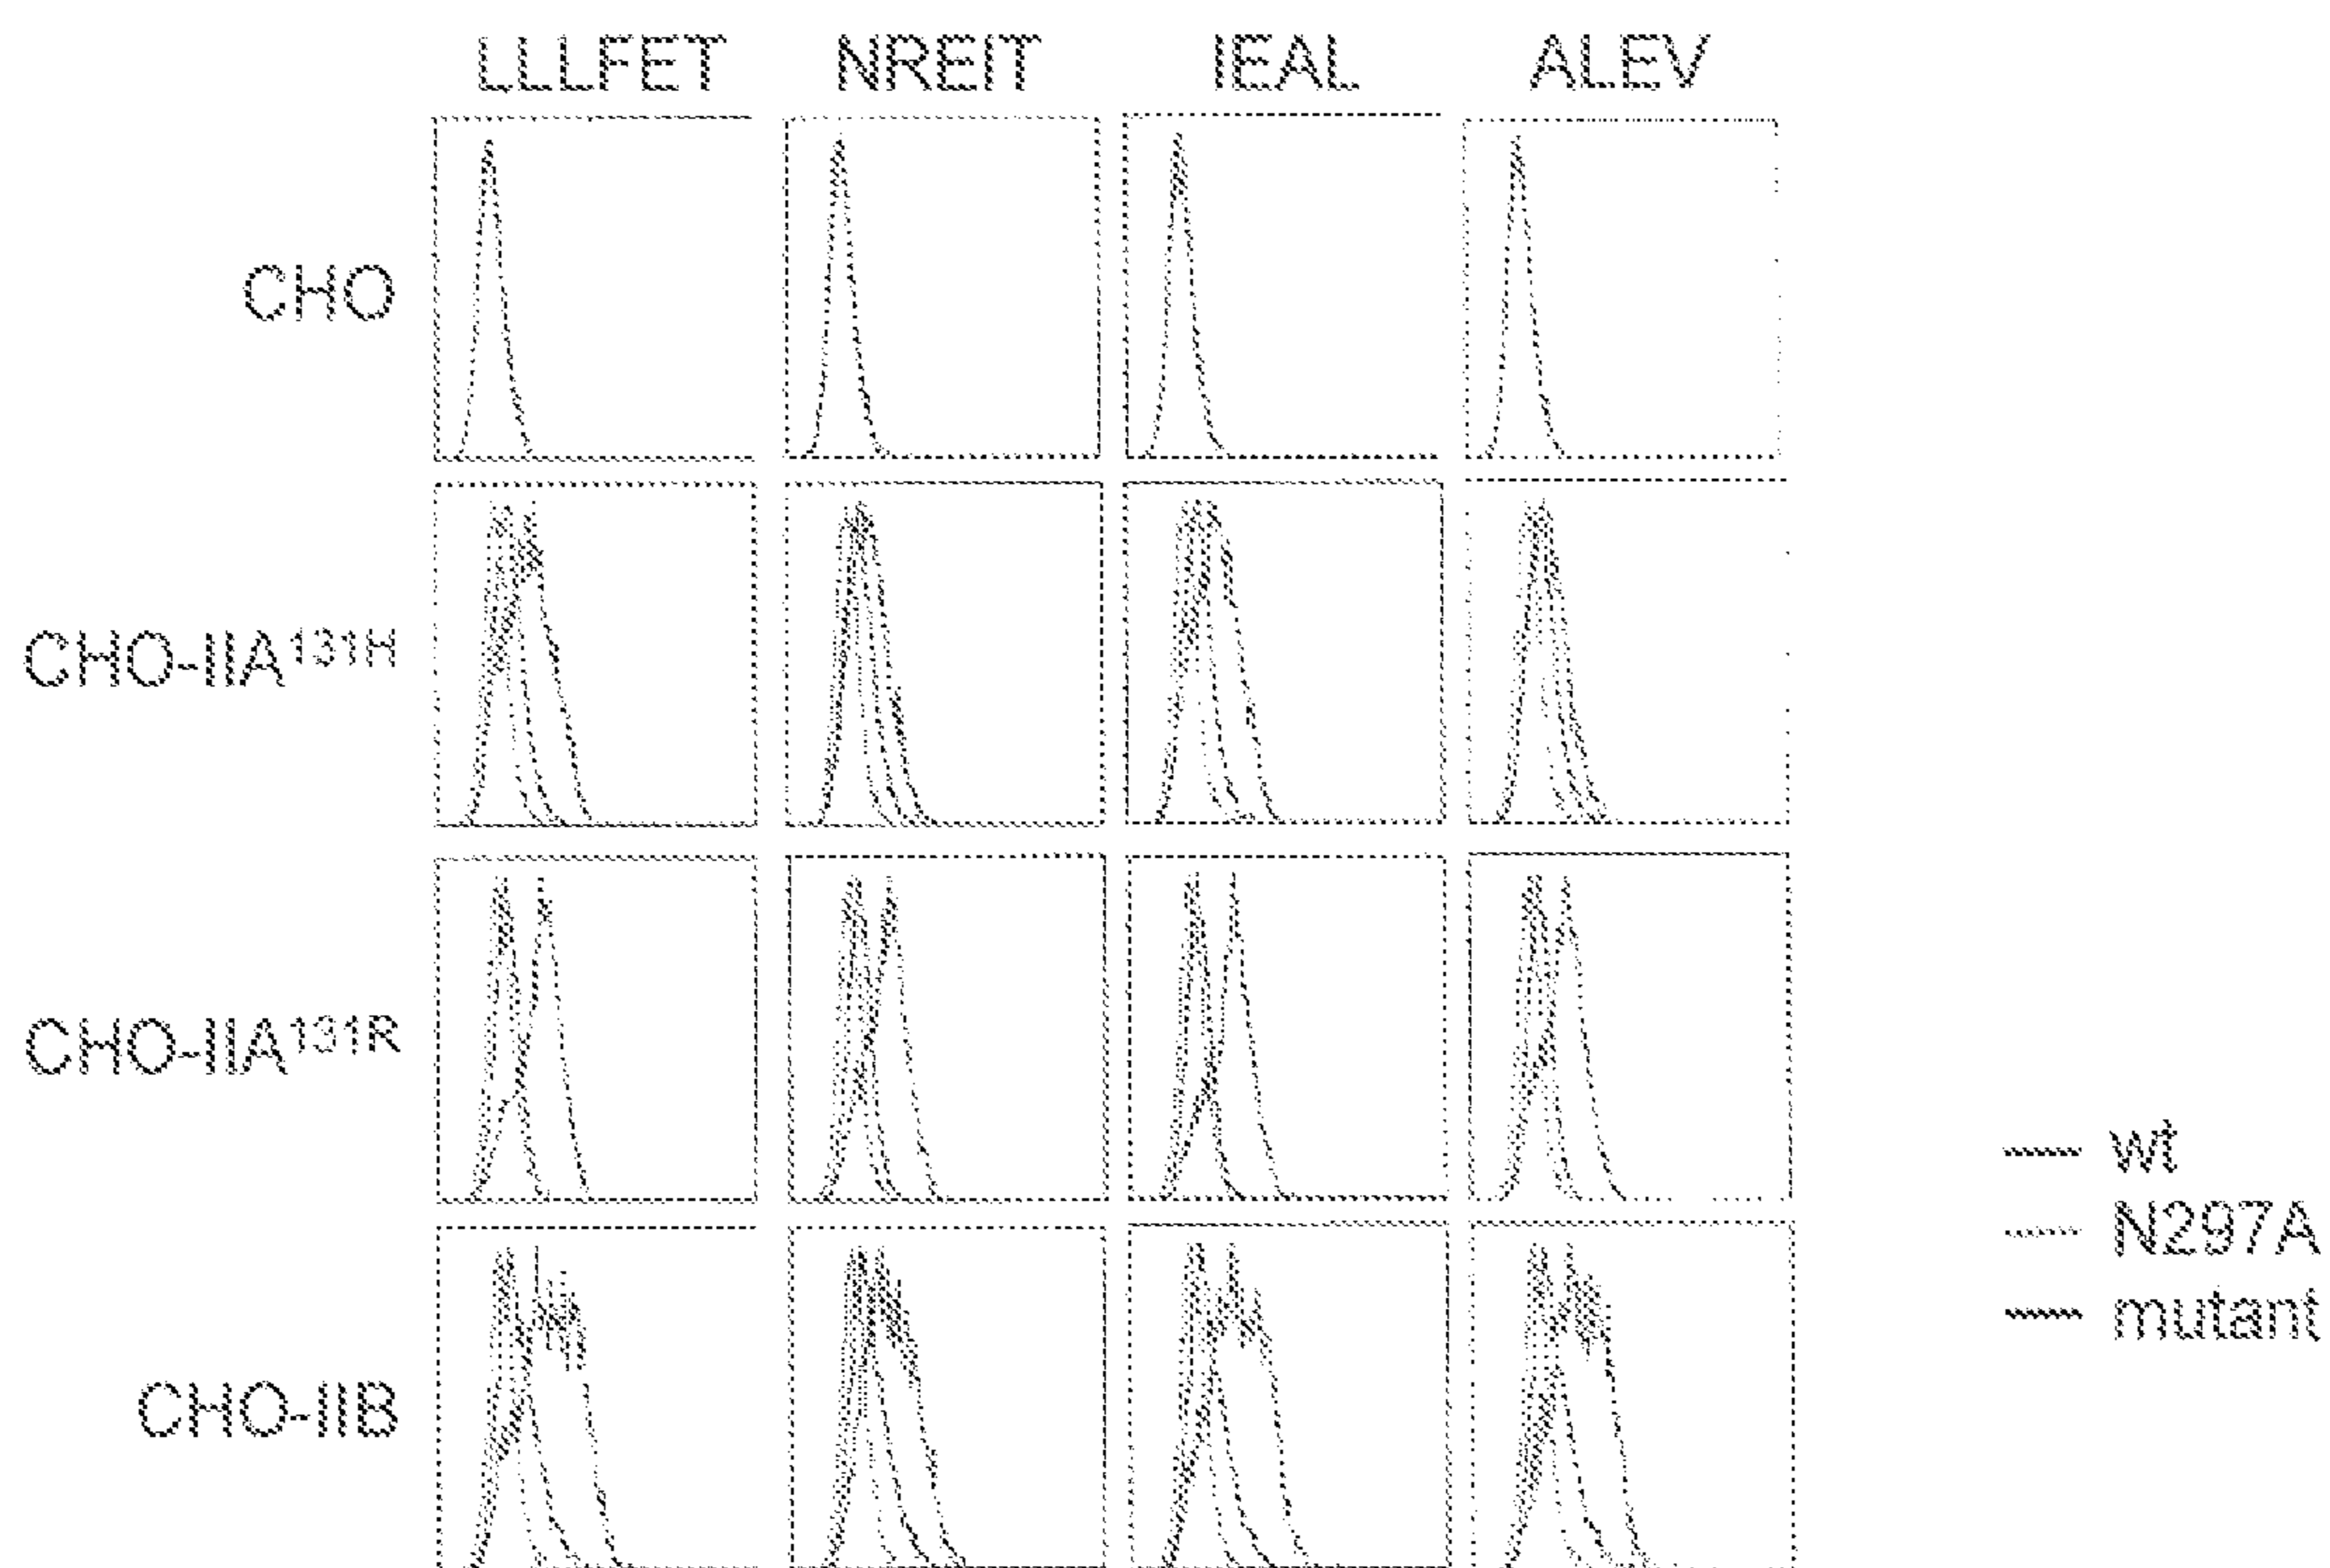 LLLFET NREIT IEAL ALEV
CHO
CHO-IIA131H
CHO-IIA131R
wt
N297A
mutant
CHO-IIB